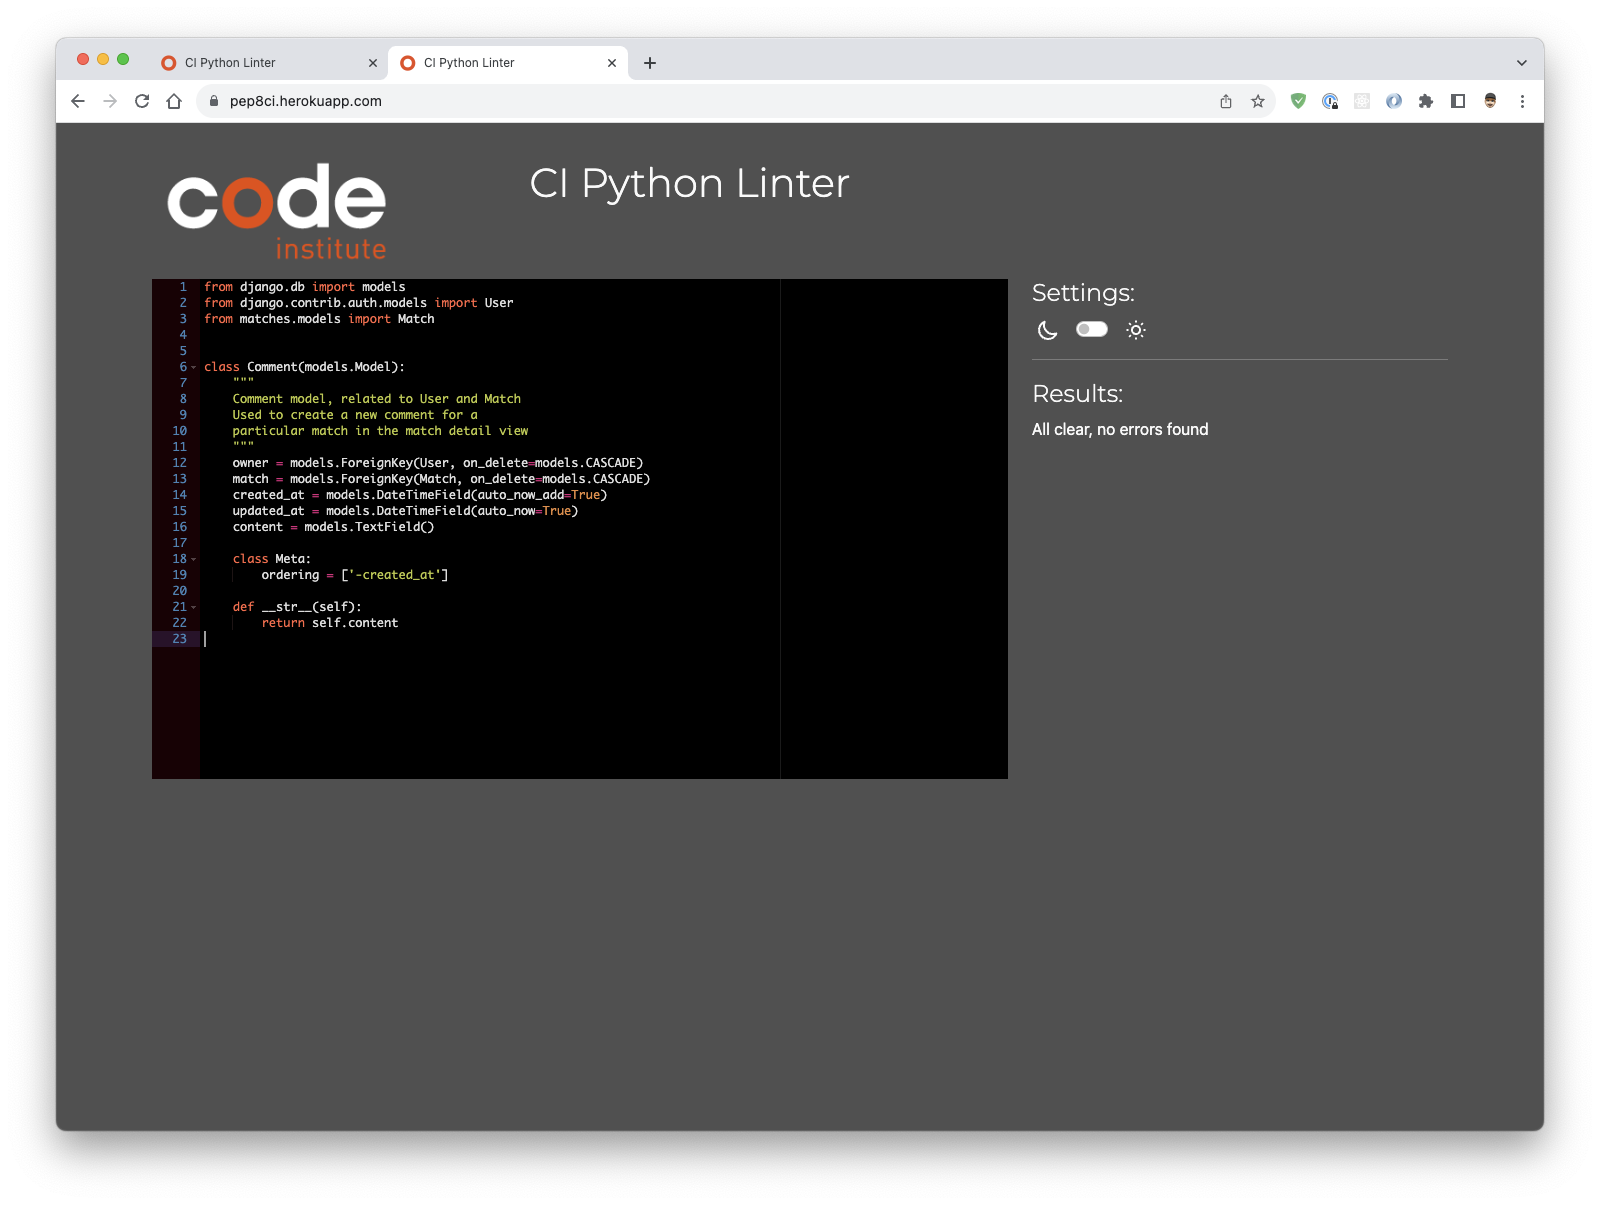 CI Python Linter
CI Python Linter
pep8ci.herokuapp.com
code
institute
CI Python Linter
1 from django.db import models
2 from django.contrib.auth.models import User
3 from matches.models import Match
4
5
6 class Comment(models.Model):
7 """
8 Comment model, related to User and Match
9 Used to create a new comment for a
10 particular match in the match detail view
11 """
12 owner = models.ForeignKey(User, on_delete=models.CASCADE)
13 match = models.ForeignKey(Match, on_delete=models.CASCADE)
14 created_at = models.DateTimeField(auto_now_add=True)
15 updated_at = models.DateTimeField(auto_now=True)
16 content = models.TextField()
17
18 class Meta:
19 ordering = ['-created_at']
20
21 def __str__(self):
22 return self.content
23
Settings:
Results:
All clear, no errors found